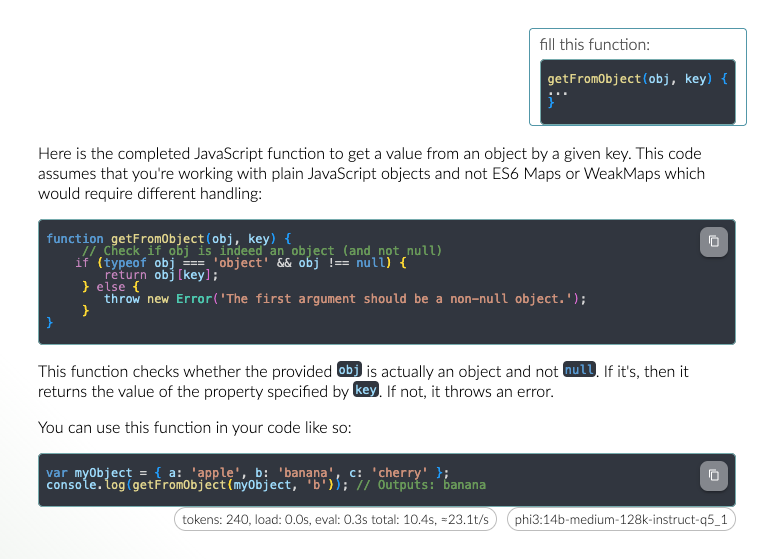 fill this function:
getFromObject(obj, key) {
...
}
Here is the completed JavaScript function to get a value from an object by a given key. This code
assumes that you're working with plain JavaScript objects and not ES6 Maps or WeakMaps which
would require different handling:
function getFromObject(obj, key) {
    // Check if obj is indeed an object (and not null)
    if (typeof obj === 'object' && obj !== null) {
        return obj[key];
    } else {
        throw new Error('The first argument should be a non-null object.');
    }
}
This function checks whether the provided obj is actually an object and not null. If it's, then it
returns the value of the property specified by key. If not, it throws an error.
You can use this function in your code like so:
var myObject = { a: 'apple', b: 'banana', c: 'cherry' };
console.log(getFromObject(myObject, 'b')); // Outputs: banana
tokens: 240, load: 0.0s, eval: 0.3s total: 10.4s, ≈23.1t/s
phi3:14b-medium-128k-instruct-q5_1